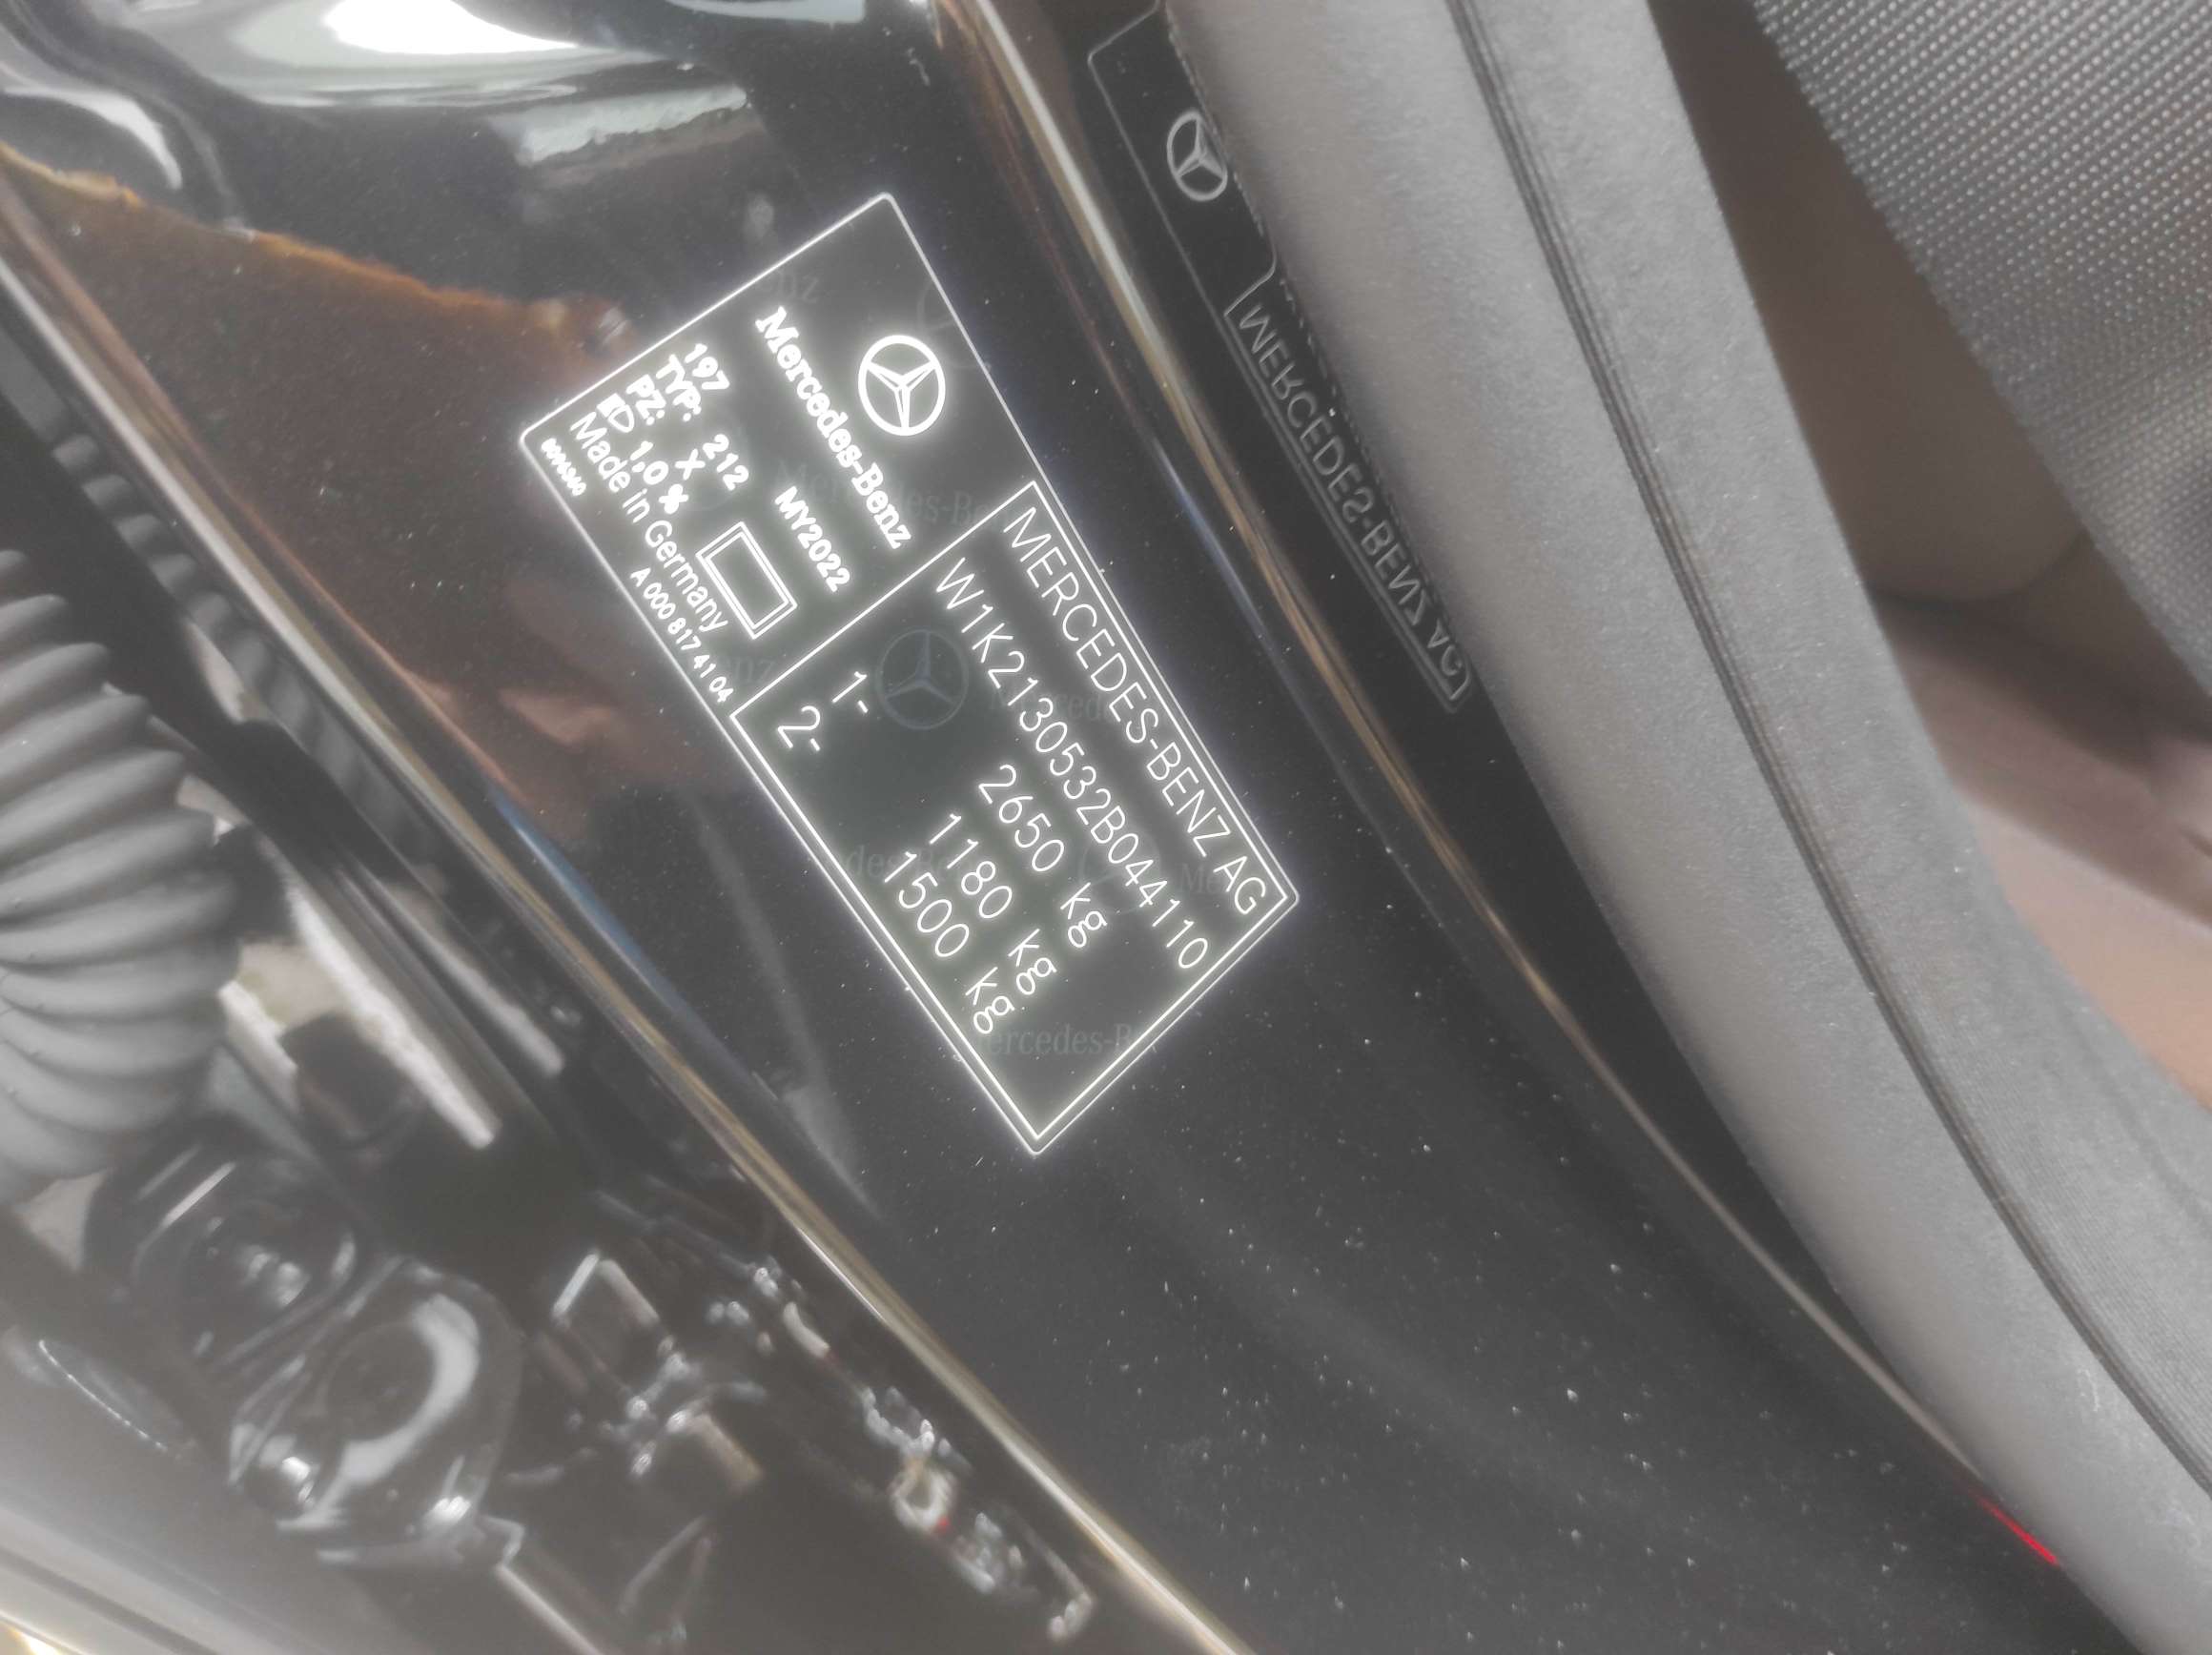 Mercedes-Benz
197 MY2022
TYP: 212
PZ: X
1,0 %
Made in Germany
A 000 817 41 04
MERCEDES-BENZ AG
W1K2130532B044110
2650 kg
1- 1180 kg
2- 1500 kg
MERCEDES-BENZ AG